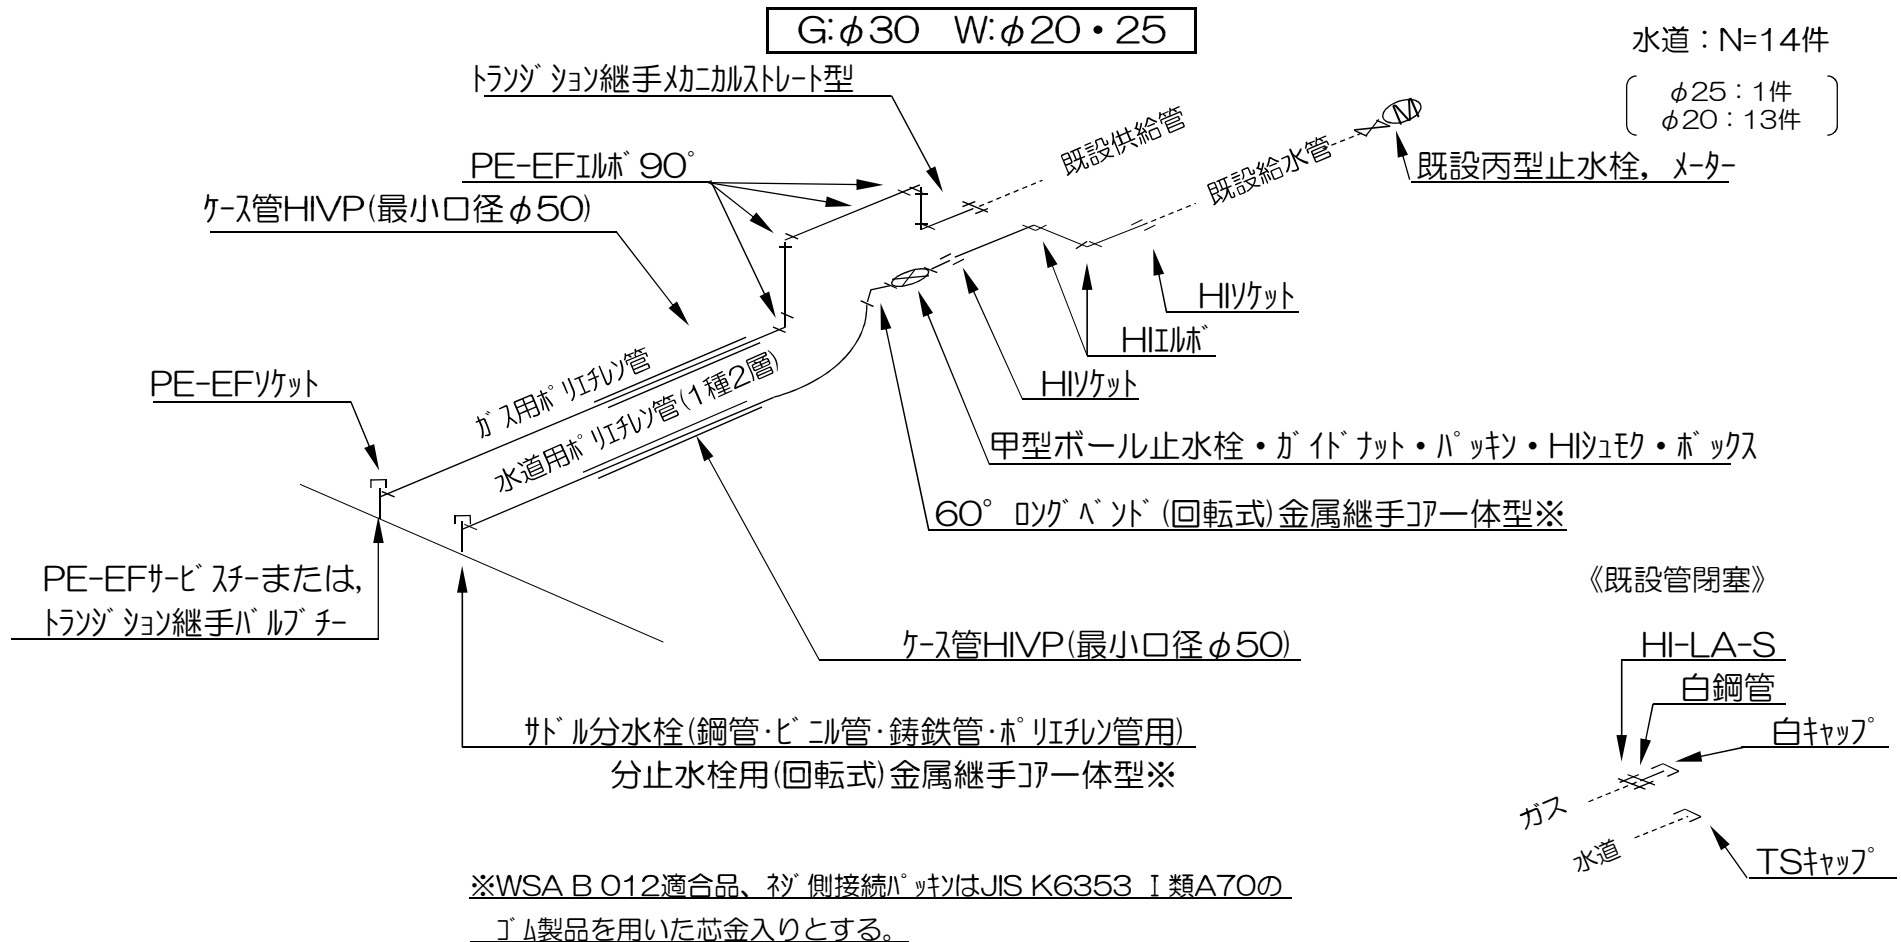 G:φ30 W:φ20・25
水道：N=14件
φ25：1件
φ20：13件
ﾄﾗﾝｼﾞｼｮﾝ継手ﾒｶﾆｶﾙｽﾄﾚｰﾄ型
既設供給管
既設給水管
M
既設丙型止水栓，ﾒｰﾀｰ
PE-EFｴﾙﾎﾞ90°
ｹｰｽ管HIVP(最小口径φ50)
HIｿｹｯﾄ
HIｴﾙﾎﾞ
HIｿｹｯﾄ
PE-EFｿｹｯﾄ
ｶﾞｽ用ﾎﾟﾘｴﾁﾚﾝ管
水道用ﾎﾟﾘｴﾁﾚﾝ管(1種2層)
甲型ボール止水栓・ｶﾞｲﾄﾞﾅｯﾄ・ﾊﾟｯｷﾝ・HIｼｭﾓｸ・ﾎﾞｯｸｽ
60°ﾛﾝｸﾞﾍﾞﾝﾄﾞ(回転式)金属継手ｺｱ一体型※
PE-EFｻｰﾋﾞｽﾁｰまたは,
ﾄﾗﾝｼﾞｼｮﾝ継手ﾊﾞﾙﾌﾞﾁｰ
ｹｰｽ管HIVP(最小口径φ50)
ｻﾄﾞﾙ分水栓(鋼管･ﾋﾞﾆﾙ管･鋳鉄管･ﾎﾟﾘｴﾁﾚﾝ管用)
分止水栓用(回転式)金属継手ｺｱ一体型※
《既設管閉塞》
HI-LA-S
白鋼管
白ｷｬｯﾌﾟ
ガス
水道
TSｷｬｯﾌﾟ
※WSA B 012適合品、ﾈｼﾞ側接続ﾊﾟｯｷﾝはJIS K6353 Ⅰ類A70の
ｺﾞﾑ製品を用いた芯金入りとする。